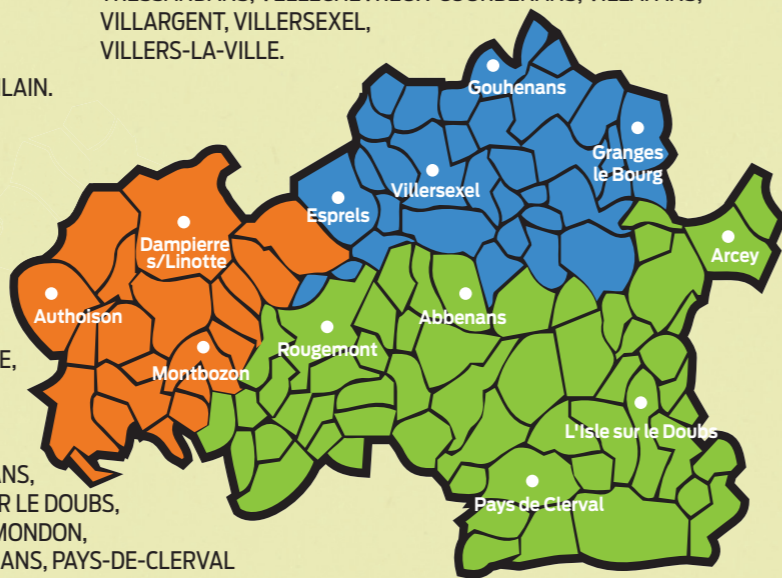 VILLARGENT, VILLERSEXEL,
VILLERS-LA-VILLE.
LAIN.
Gouhenans
Granges
le Bourg
Villersexel
Esprels
Dampierre
s/Linotte
Arcey
Authoison
Abbenans
Rougemont
E,
Montbozon
L'Isle sur le Doubs
ANS,
R LE DOUBS,
Pays de Clerval
MONDON,
ANS, PAYS-DE-CLERVAL